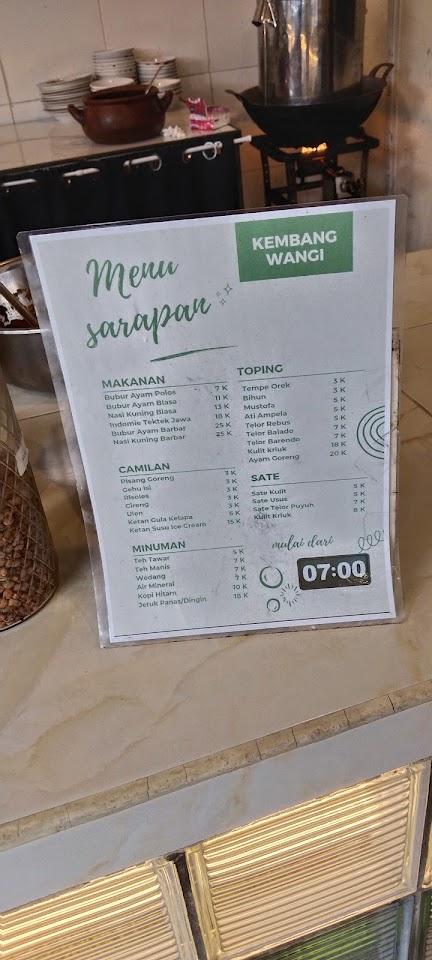 Menu sarapan
KEMBANG WANGI
MAKANAN
Bubur Ayam Polos 7 K
Bubur Ayam Biasa 11 K
Nasi Kuning Biasa 13 K
Indomie Tektek Jawa 18 K
Bubur Ayam Barbar 25 K
Nasi Kuning Barbar 25 K
CAMILAN
Pisang Goreng 3 K
Gehu Isi 3 K
Risoles 3 K
Cireng 3 K
Ulen 6 K
Ketan Gula Kelapa
Ketan Susu Ice Cream 15 K
MINUMAN
Teh Tawar 5 K
Teh Manis 7 K
Wedang 7 K
Air Mineral 7 K
Kopi Hitam 10 K
Jeruk Panas/Dingin 18 K
TOPING
Tempe Orek 3 K
Bihun 3 K
Mustofa 5 K
Ati Ampela 5 K
Telor Rebus 5 K
Telor Balado 7 K
Telor Barendo 7 K
Kulit kriuk 18 K
Ayam Goreng 20 K
SATE
Sate Kulit 5 K
Sate Usus 5 K
Sate Telor Puyuh 7 K
Kulit Kriuk 8 K
mulai dari
07:00